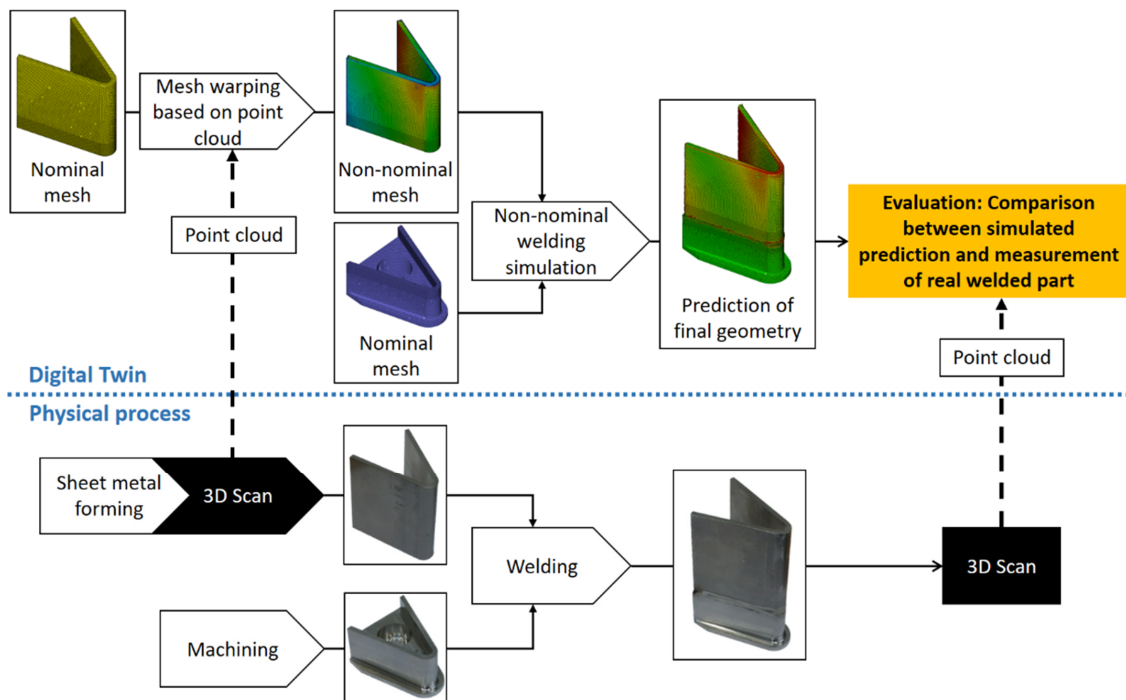 Mesh warping
based on point
cloud
Nominal
mesh
Non-nominal
mesh
Point cloud
Non-nominal
welding
simulation
Nominal
mesh
Prediction of
final geometry
Evaluation: Comparison
between simulated
prediction and measurement
of real welded part
Point cloud
Digital Twin
Physical process
Sheet metal
forming
3D Scan
Welding
3D Scan
Machining